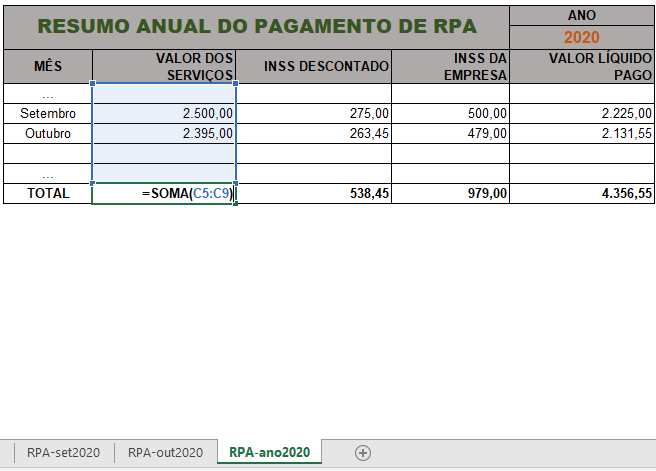 RESUMO ANUAL DO PAGAMENTO DE RPA
ANO
2020
MÊS
VALOR DOS
SERVIÇOS
INSS DESCONTADO
INSS DA
EMPRESA
VALOR LÍQUIDO
PAGO
...
Setembro 2.500,00 275,00 500,00 2.225,00
Outubro 2.395,00 263,45 479,00 2.131,55
...
TOTAL =SOMA(C5:C9) 538,45 979,00 4.356,55
RPA-set2020 RPA-out2020 RPA-ano2020